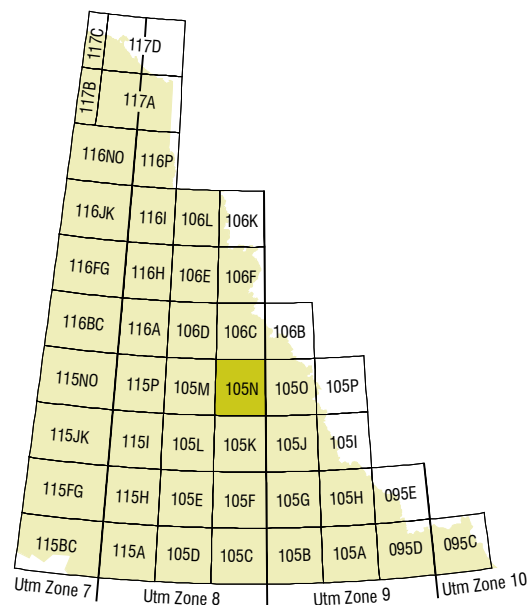 117C 117D
117B 117A
116NO 116P
116JK 116I 106L 106K
116FG 116H 106E 106F
116BC 116A 106D 106C 106B
115NO 115P 105M 105N 105O 105P
115JK 115I 105L 105K 105J 105I
115FG 115H 105E 105F 105G 105H 095E
115BC 115A 105D 105C 105B 105A 095D 095C
Utm Zone 7 Utm Zone 8 Utm Zone 9 Utm Zone 10